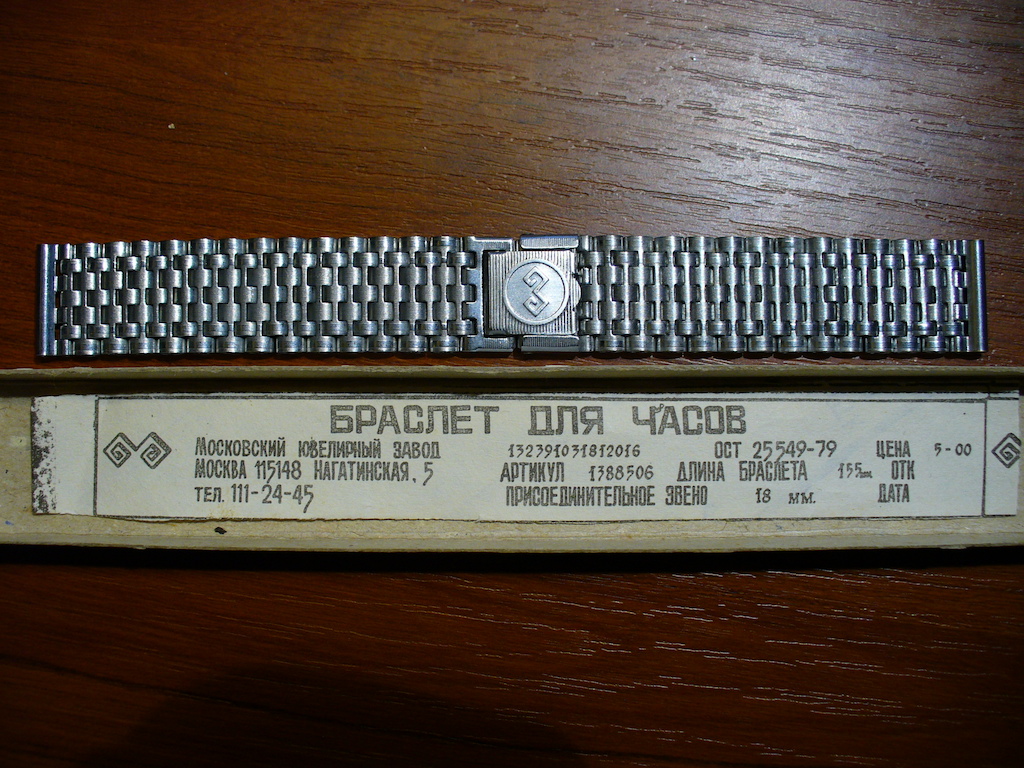 БРАСЛЕТ ДЛЯ ЧАСОВ
МОСКОВСКИЙ ЮВЕЛИРНЫЙ ЗАВОД 132391031812016 ОСТ 25549-79 ЦЕНА 5-00
МОСКВА 115148 НАГАТИНСКАЯ, 5 АРТИКУЛ 1388506 ДЛИНА БРАСЛЕТА 155мм ОТК
ТЕЛ. 111-24-45 ПРИСОЕДИНИТЕЛЬНОЕ ЗВЕНО 18 мм. ДАТА